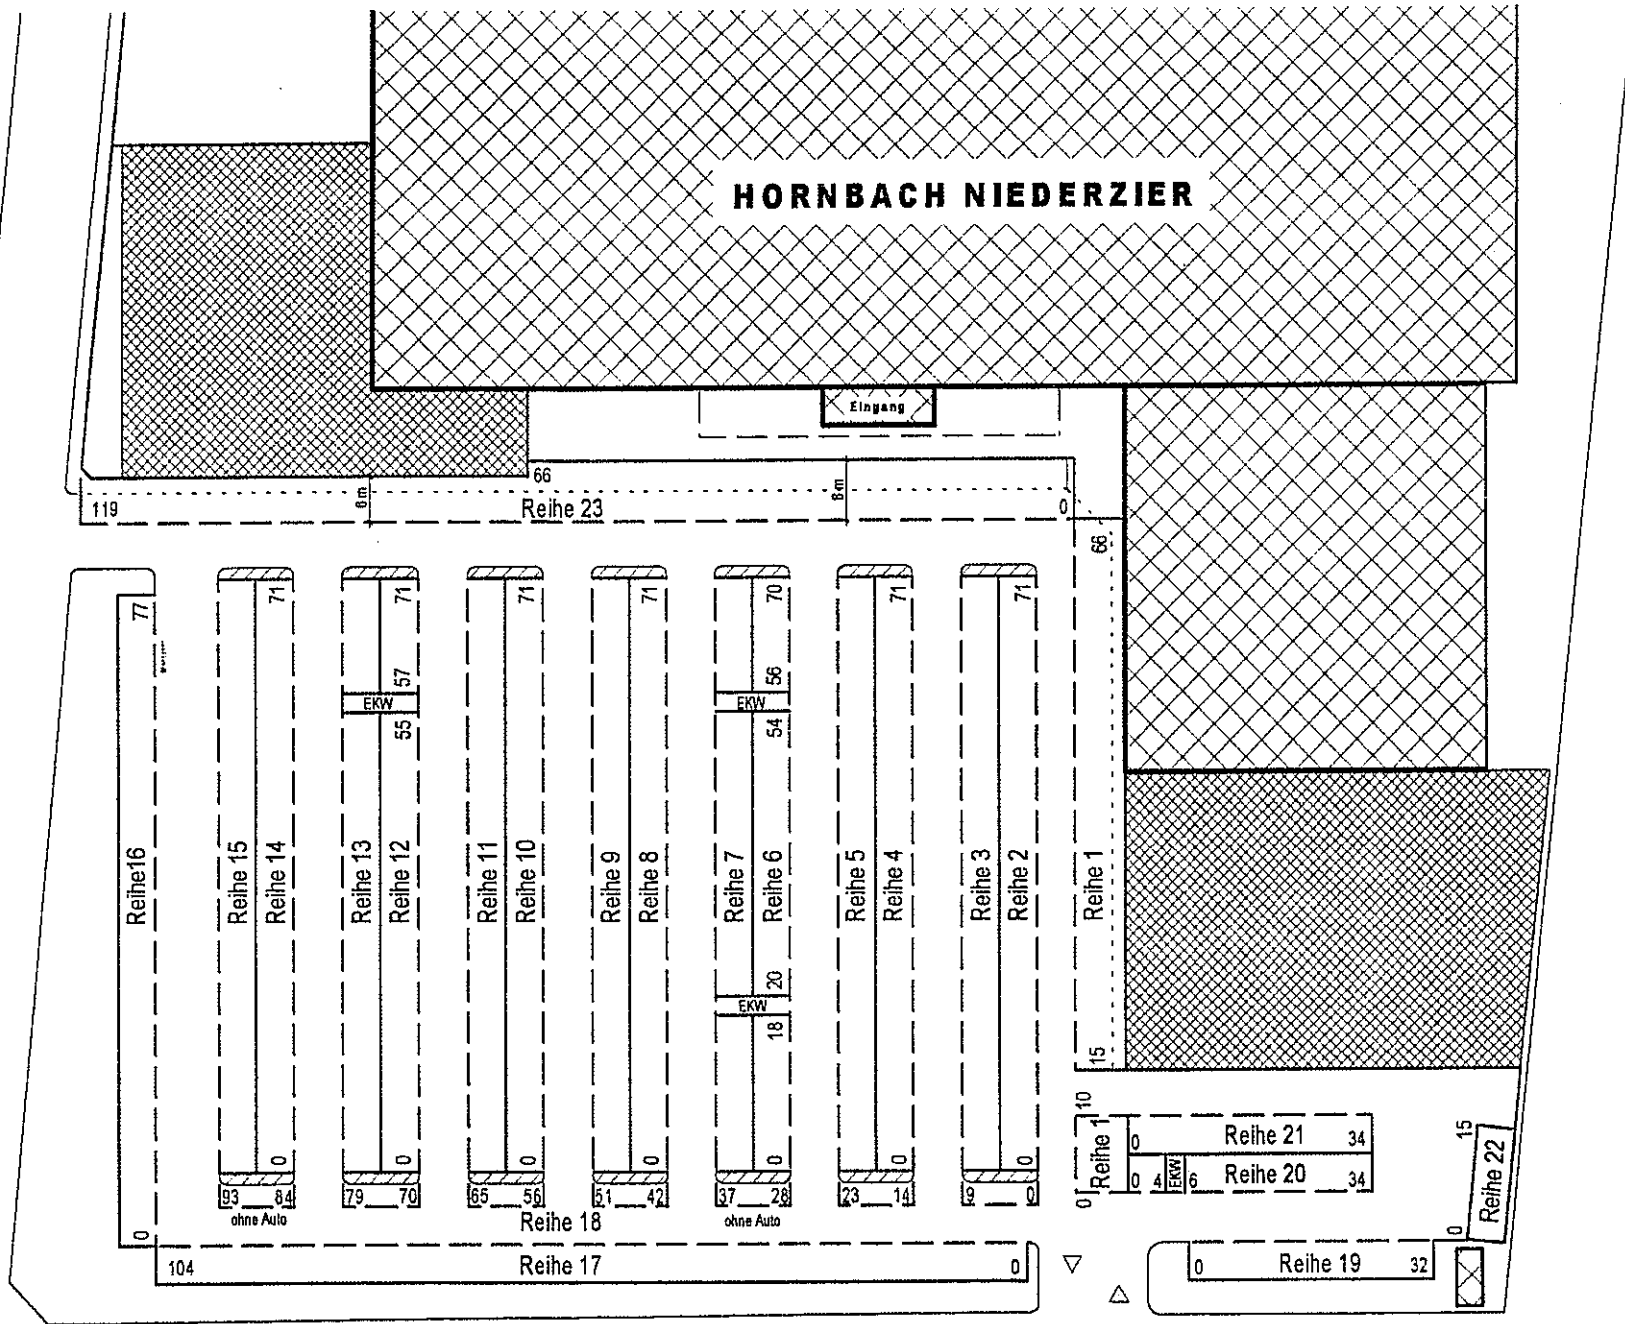 HORNBACH NIEDERZIER
Eingang
66
119
6 m
Reihe 23
6 m
0
66
77
71
71
71
71
70
71
71
57
56
EKW
EKW
55
54
Reihe16
Reihe 15
Reihe 14
Reihe 13
Reihe 12
Reihe 11
Reihe 10
Reihe 9
Reihe 8
Reihe 7
Reihe 6
Reihe 5
Reihe 4
Reihe 3
Reihe 2
Reihe 1
20
EKW
18
15
10
Reihe 1
0
Reihe 21
34
15
0
0
0
0
0
0
0
0 4
EKW
6
Reihe 20
34
Reihe 22
93 84
79 70
65 56
51 42
37 28
23 14
9 0
0
ohne Auto
Reihe 18
ohne Auto
0
0
104
Reihe 17
0
0
Reihe 19
32